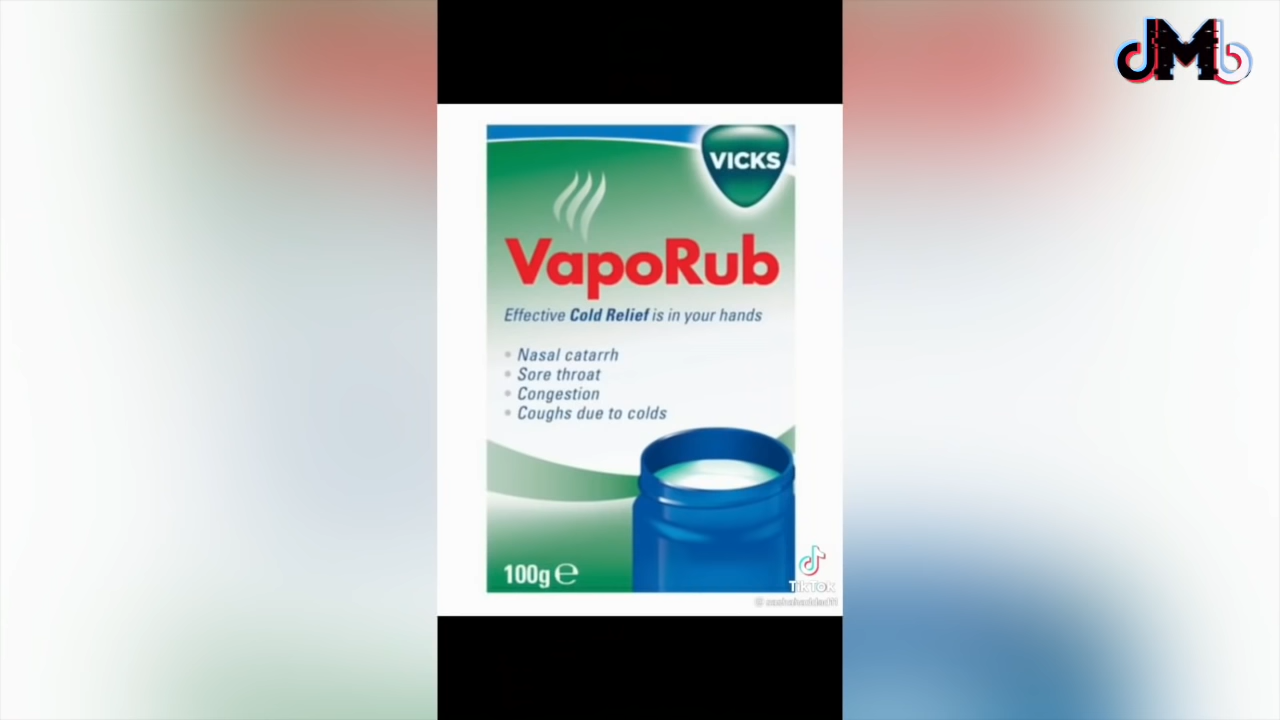 dMb
VICKS
VapoRub
Effective Cold Relief is in your hands
• Nasal catarrh
• Sore throat
• Congestion
• Coughs due to colds
100g ℮
TikTok